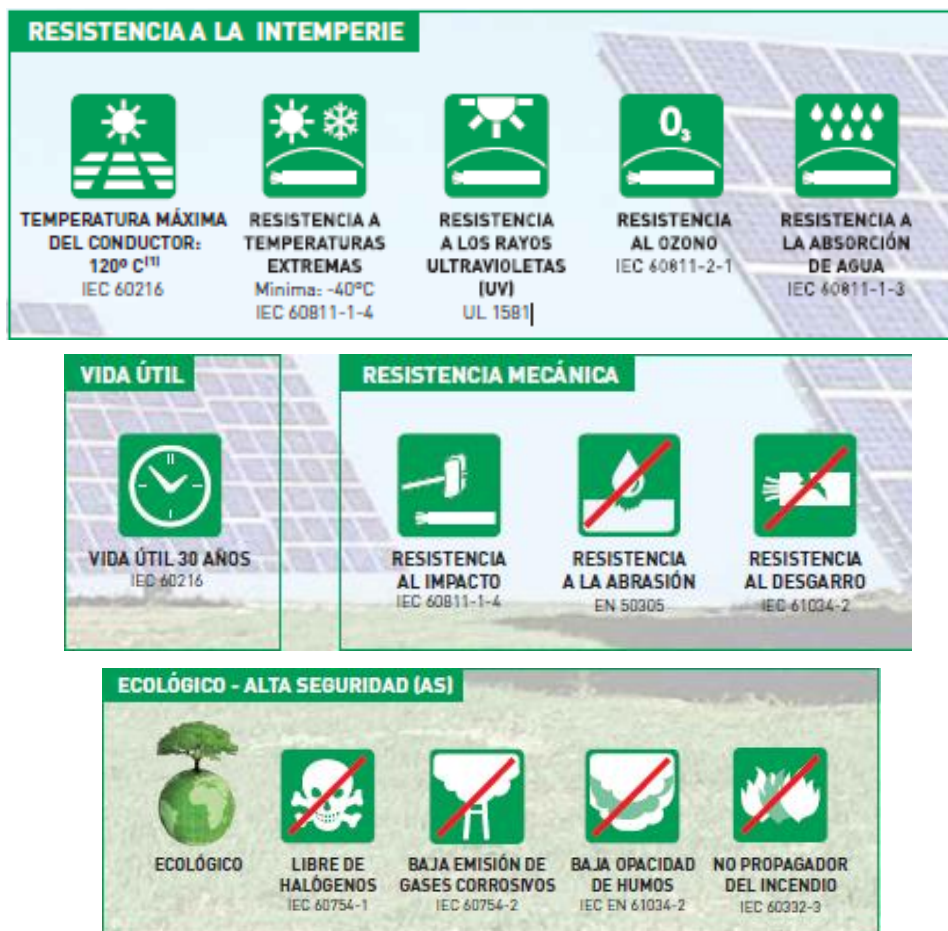 RESISTENCIA A LA INTEMPERIE
O₃
TEMPERATURA MÁXIMA
DEL CONDUCTOR:
120º C⁽¹⁾
IEC 60216
RESISTENCIA A
TEMPERATURAS
EXTREMAS
Minima: -40°C
IEC 60811-1-4
RESISTENCIA
A LOS RAYOS
ULTRAVIOLETAS
(UV)
UL 1581
RESISTENCIA
AL OZONO
IEC 60811-2-1
RESISTENCIA A
LA ABSORCIÓN
DE AGUA
IEC 60811-1-3
VIDA ÚTIL
VIDA ÚTIL 30 AÑOS
IEC 60216
RESISTENCIA MECÁNICA
RESISTENCIA
AL IMPACTO
IEC 60811-1-4
RESISTENCIA
A LA ABRASIÓN
EN 50305
RESISTENCIA
AL DESGARRO
IEC 61034-2
ECOLÓGICO - ALTA SEGURIDAD (AS)
ECOLÓGICO
LIBRE DE
HALÓGENOS
IEC 60754-1
BAJA EMISIÓN DE
GASES CORROSIVOS
IEC 60754-2
BAJA OPACIDAD
DE HUMOS
IEC EN 61034-2
NO PROPAGADOR
DEL INCENDIO
IEC 60332-3